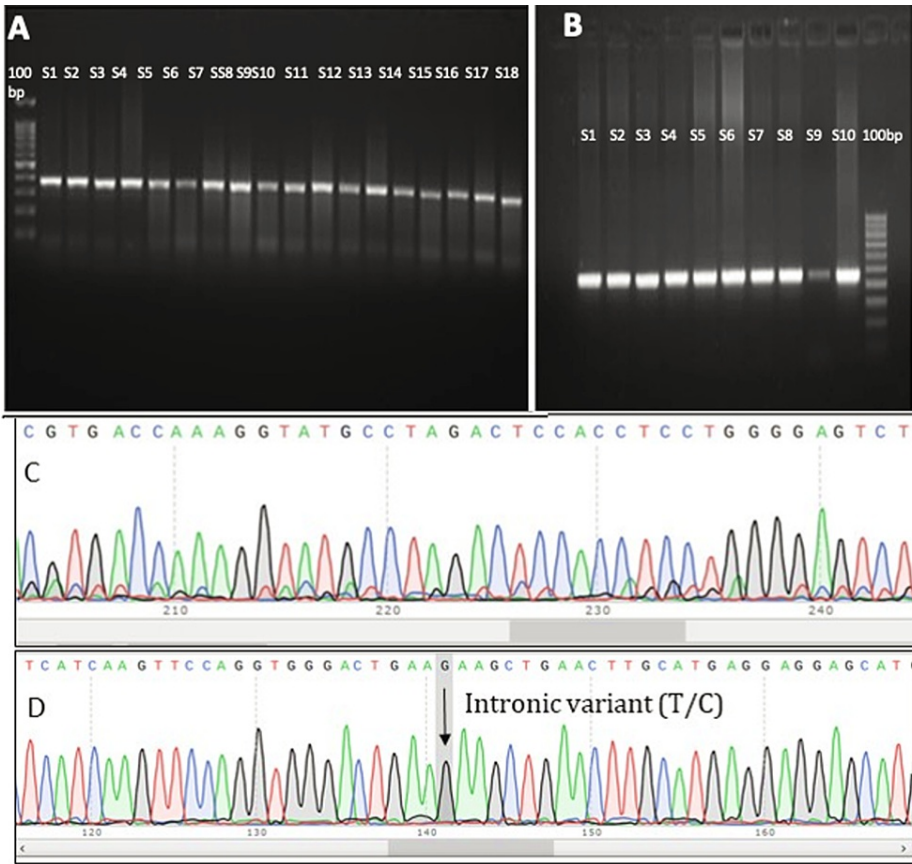 A
100 S1 S2 S3 S4 S5 S6 S7 SS8 S9S10 S11 S12 S13 S14 S15 S16 S17 S18
bp
B
S1 S2 S3 S4 S5 S6 S7 S8 S9 S10 100bp
C G T G A C C A A A G G T A T G C C T A G A C T C C A C C T C C T G G G G A G T C T
C
210 220 230 240
T C A T C A A G T T C C A G G T G G G A C T G A A G A A G C T G A A C T T G C A T G A G G A G G A G C A T
D
Intronic variant (T/C)
120 130 140 150 160